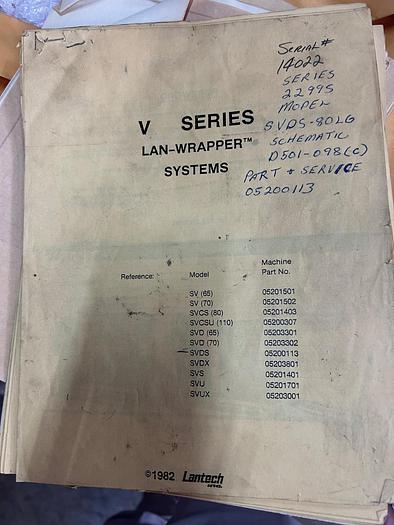 SERIAL#
14022
SERIES
22995
MODEL
SVDS-80LG
SCHEMATIC
D501-098(C)
PART & SERVICE
05200113
V SERIES
LAN-WRAPPER™
SYSTEMS
Reference: Model Machine Part No.
SV (65) 05201501
SV (70) 05201502
SVCS (80) 05201403
SVCSU (110) 05200307
SVD (65) 05203301
SVD (70) 05203302
SVDS 05200113
SVDX 05203801
SVS 05201401
SVU 05201701
SVUX 05203001
©1982 Lantech inc.